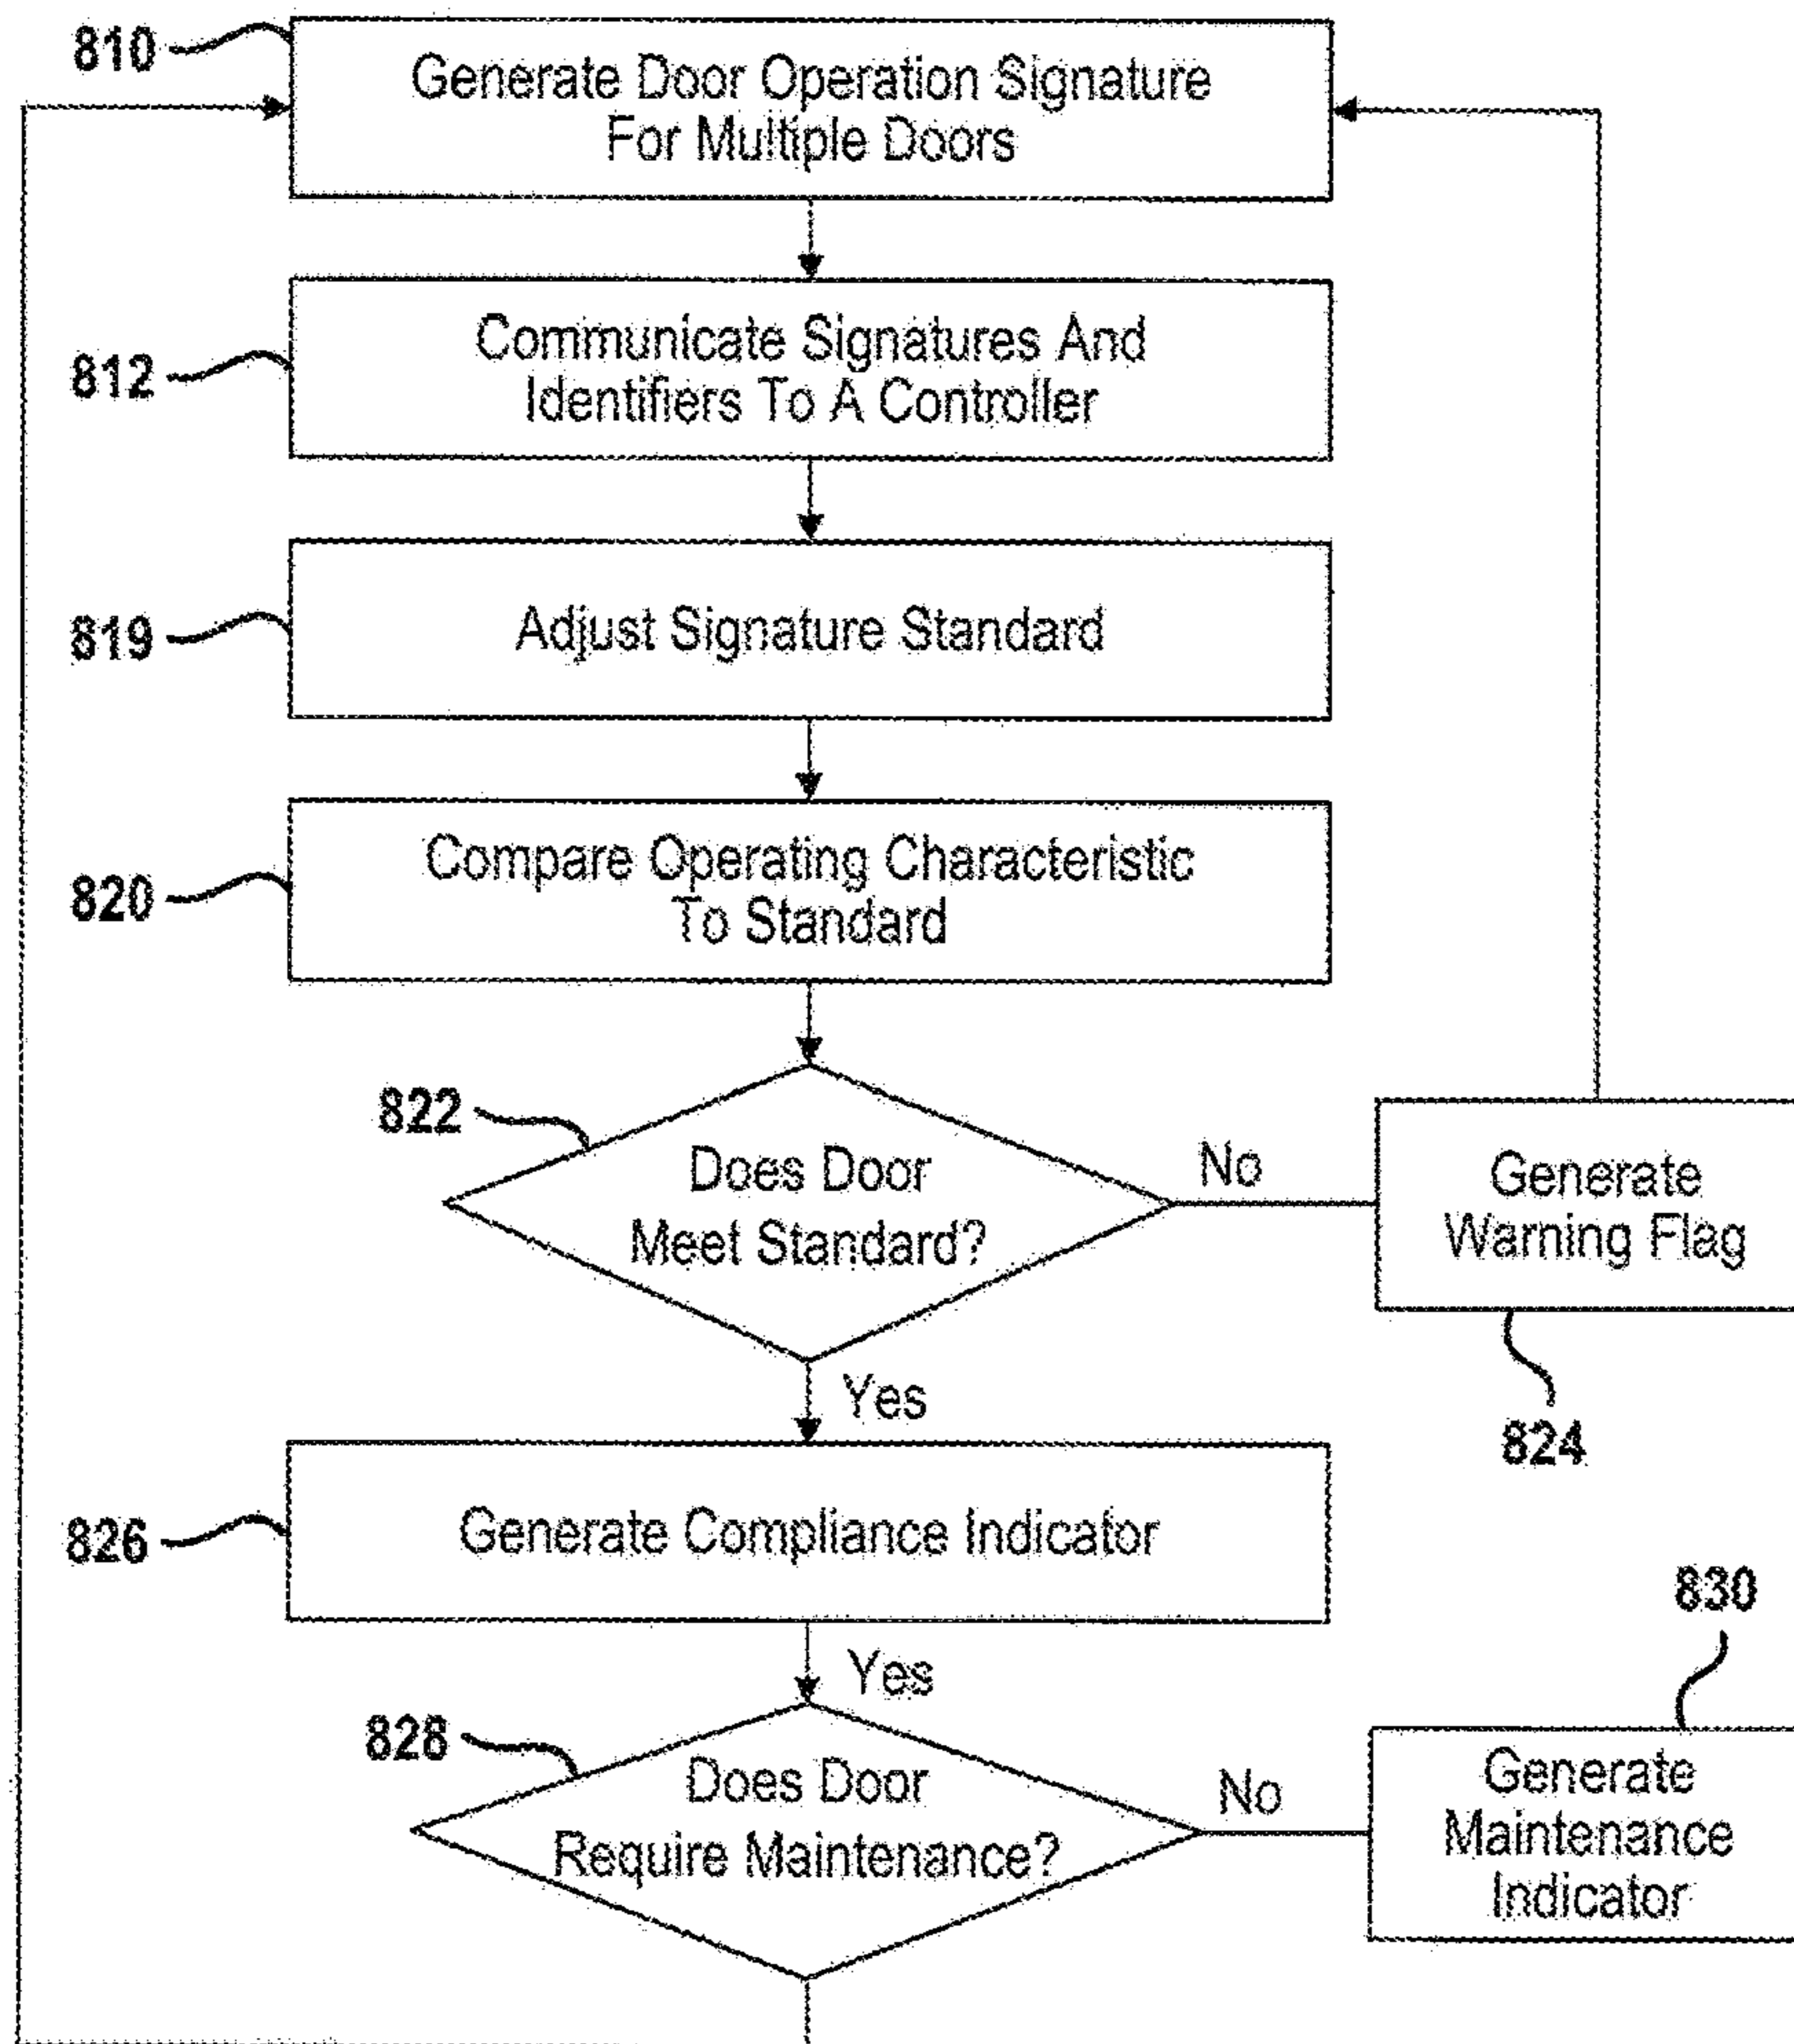 810
Generate Door Operation Signature
For Multiple Doors
812
Communicate Signatures And
Identifiers To A Controller
819
Adjust Signature Standard
820
Compare Operating Characteristic
To Standard
822
Does Door
Meet Standard?
No
Generate
Warning Flag
824
Yes
826
Generate Compliance Indicator
830
Yes
828
Does Door
Require Maintenance?
No
Generate
Maintenance
Indicator